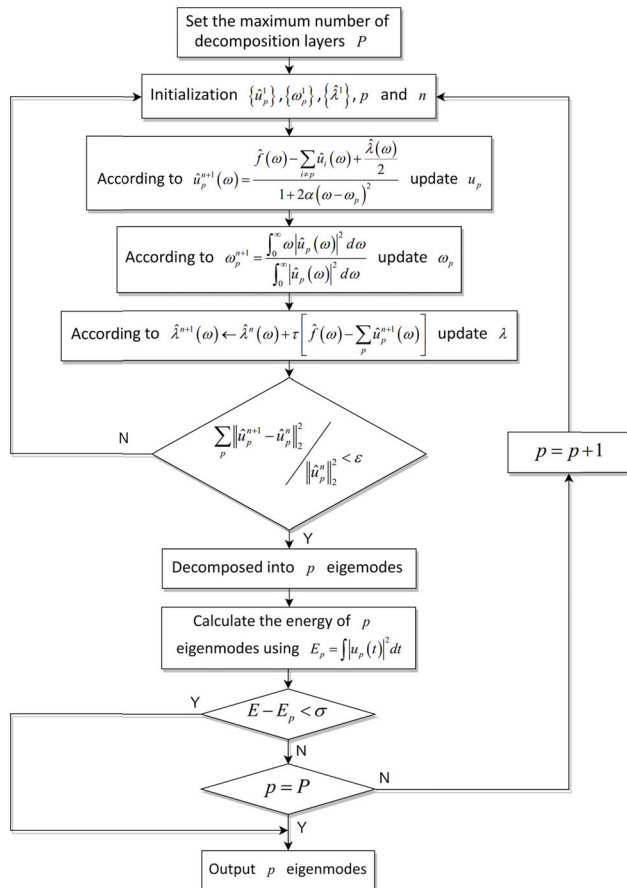 Set the maximum number of
decomposition layers P
Initialization {û_p^1}, {ω_p^1}, {λ̂^1}, p and n
According to û_p^{n+1}(ω) = (f̂(ω) − ∑_{i≠p} û_i(ω) + λ̂(ω)/2) / (1 + 2α(ω − ω_p)^2) update u_p
According to ω_p^{n+1} = ∫_0^∞ ω|û_p(ω)|^2 dω / ∫_0^∞ |û_p(ω)|^2 dω update ω_p
According to λ̂^{n+1}(ω) ← λ̂^n(ω) + τ[f̂(ω) − ∑_p û_p^{n+1}(ω)] update λ
N
∑_p ‖û_p^{n+1} − û_p^n‖_2^2 / ‖û_p^n‖_2^2 < ε
p = p+1
Y
Decomposed into p eigemodes
Calculate the energy of p
eigenmodes using E_p = ∫|u_p(t)|^2 dt
Y
E − E_p < σ
N
p = P
N
Y
Output p eigenmodes